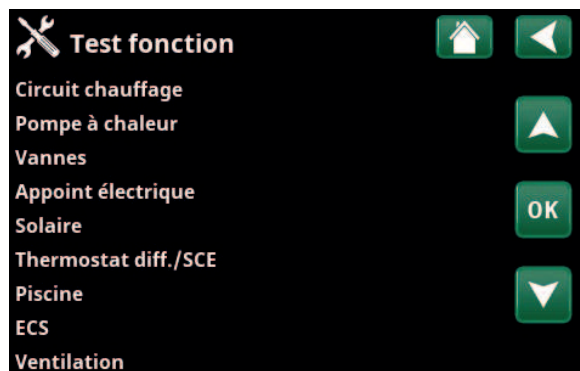 Test fonction
Circuit chauffage
Pompe à chaleur
Vannes
Appoint électrique
OK
Solaire
Thermostat diff./SCE
Piscine
ECS
Ventilation